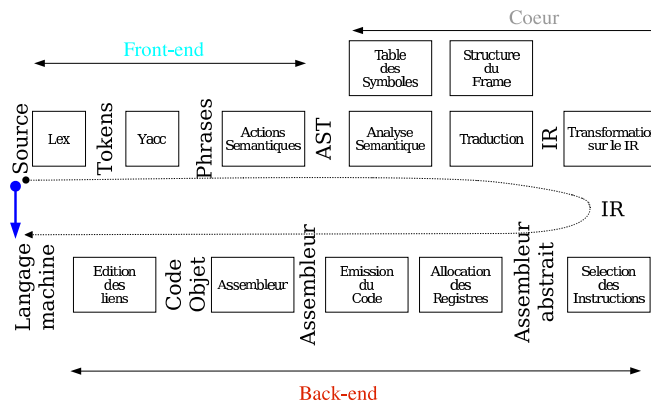 Coeur
Front-end
Table
des
Symboles
Structure
du
Frame
Source
Lex
Tokens
Yacc
Phrases
Actions
Semantiques
AST
Analyse
Semantique
Traduction
IR
Transformation
sur le IR
IR
Langage
machine
Edition
des
liens
Code
Objet
Assembleur
Assembleur
Emission
du
Code
Allocation
des
Registres
Assembleur
abstrait
Selection
des
Instructions
Back-end